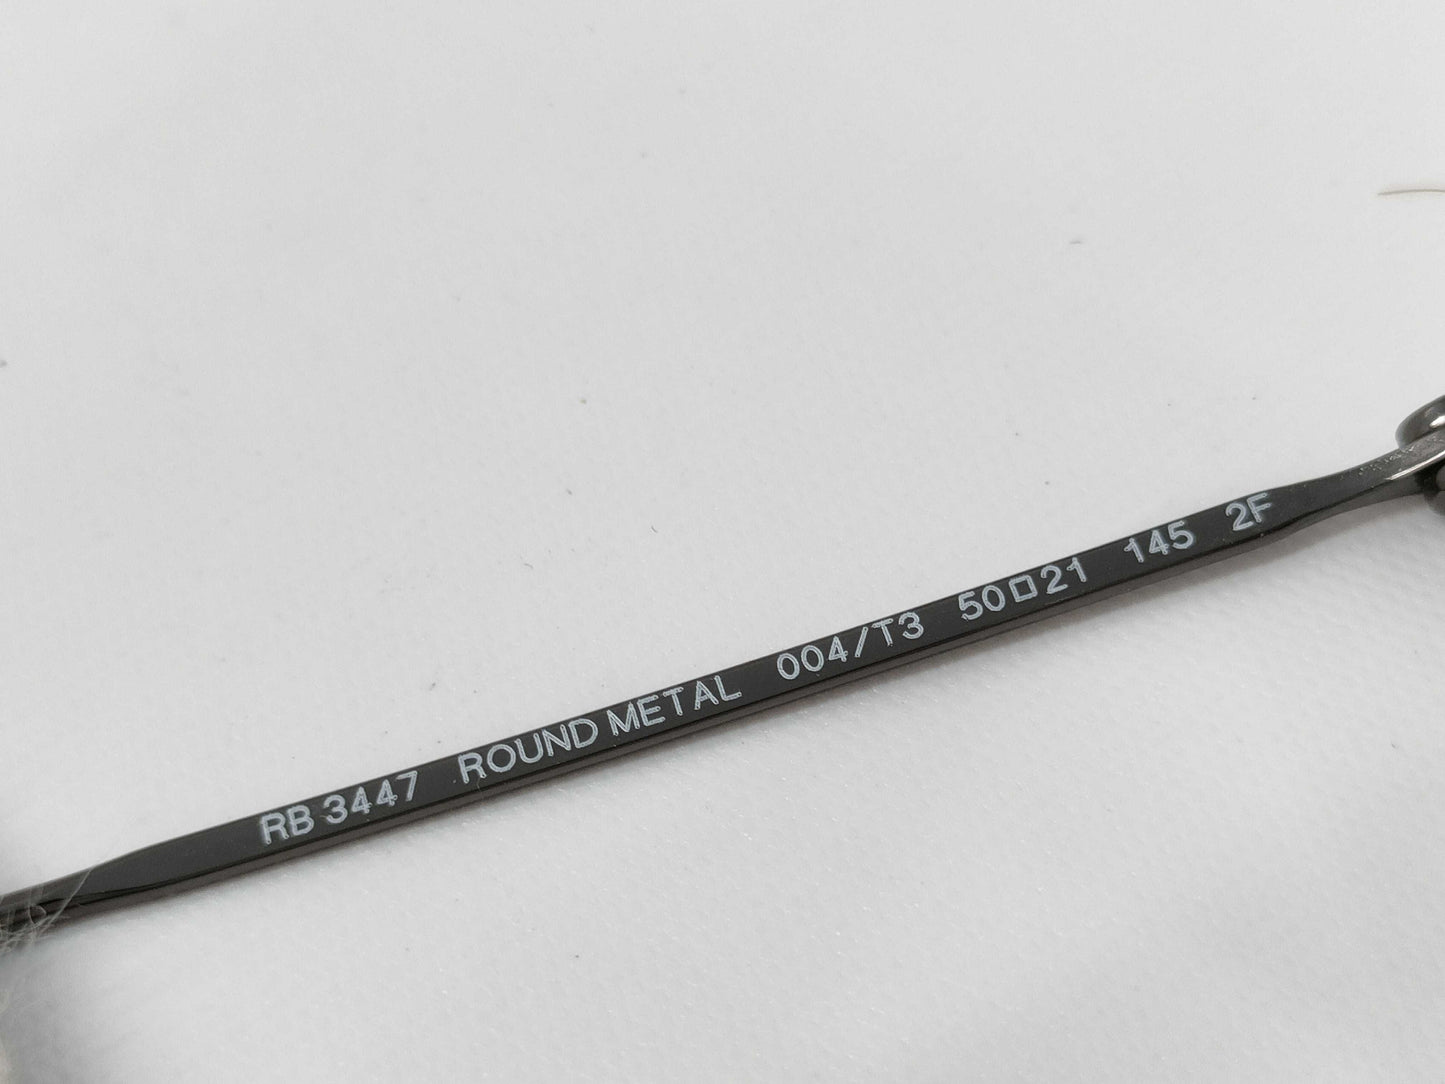 RB 3447 ROUND METAL 004/T3 50□21 145 2F